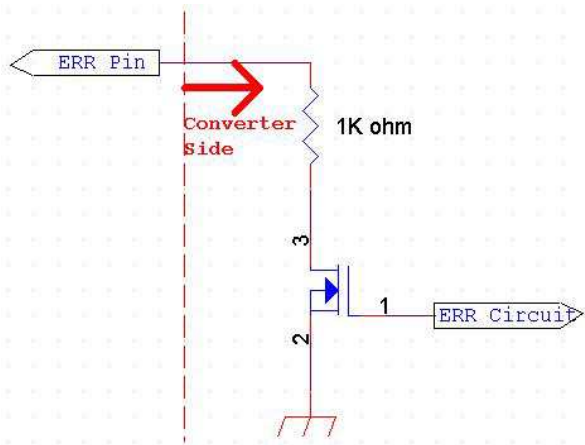 ERR Pin
Converter
Side
1K ohm
3
1
ERR Circuit
2